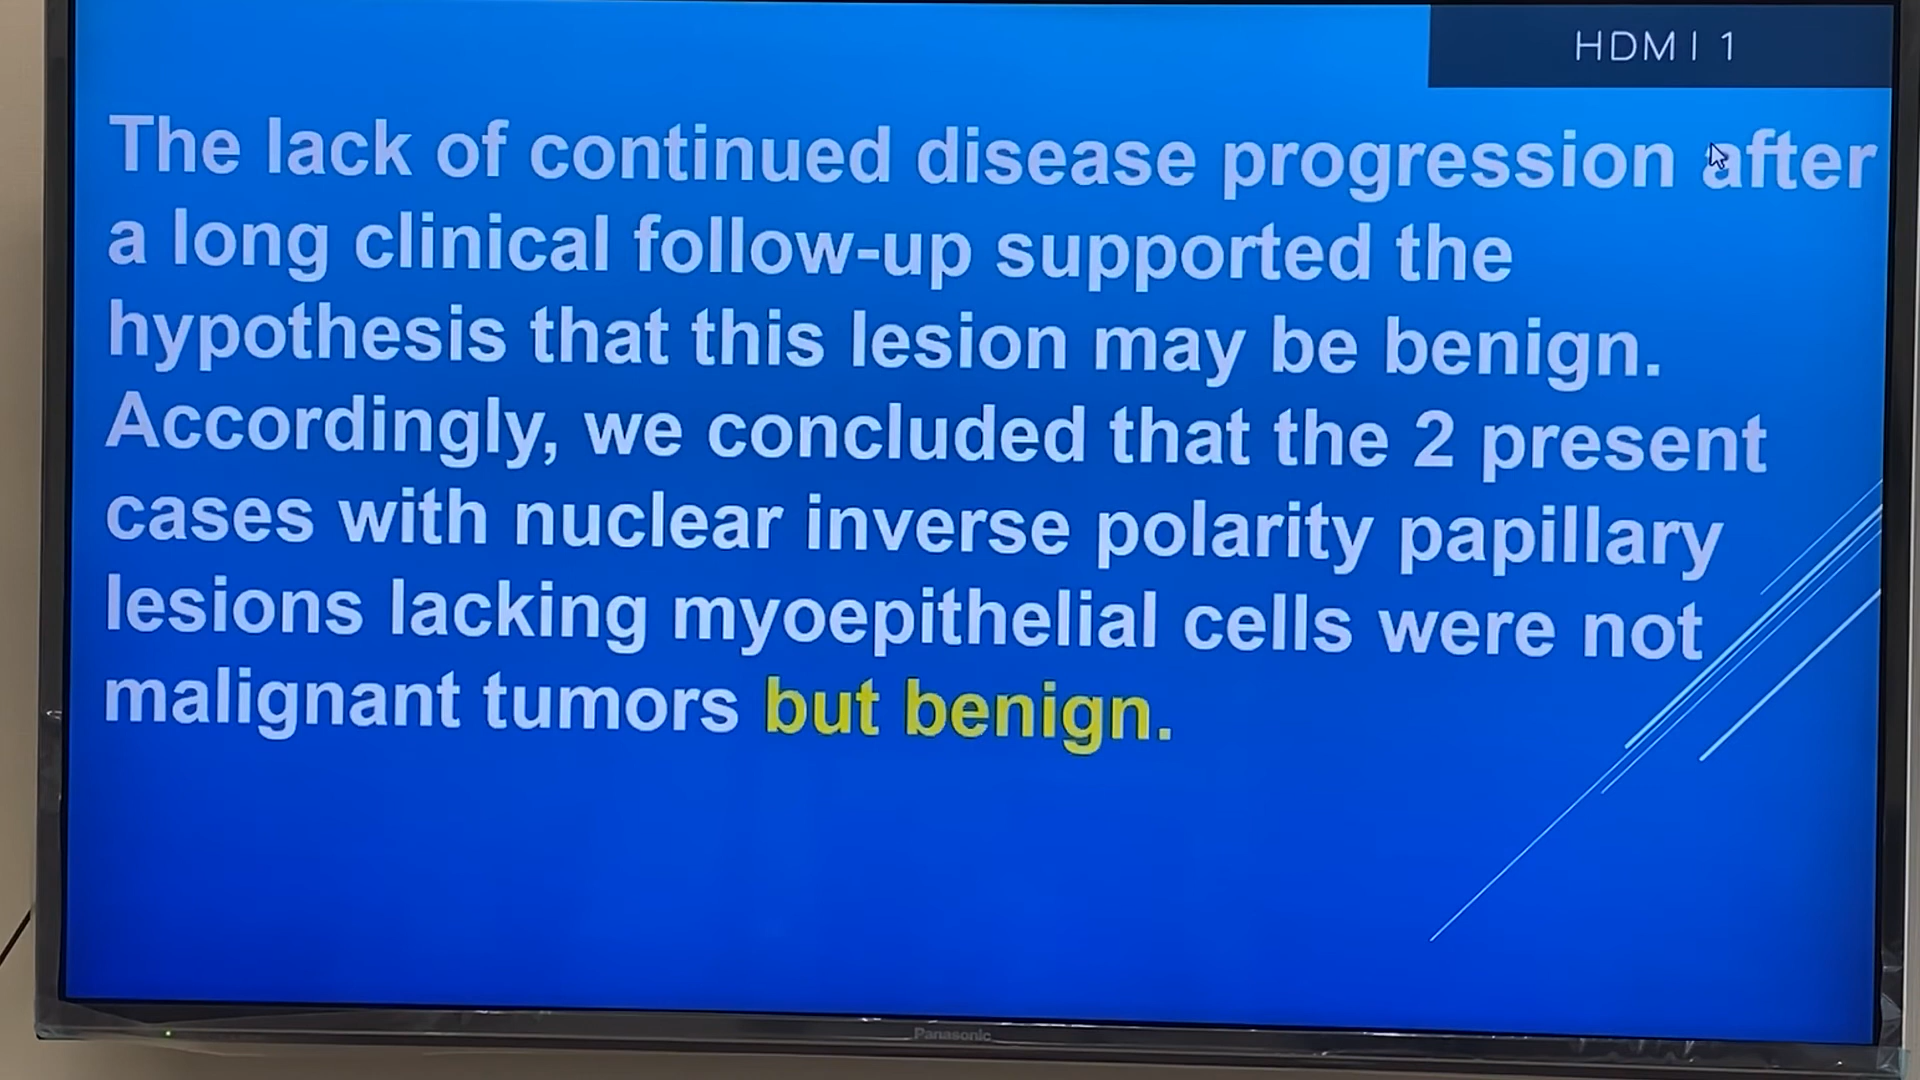 HDMI 1
The lack of continued disease progression after
a long clinical follow-up supported the
hypothesis that this lesion may be benign.
Accordingly, we concluded that the 2 present
cases with nuclear inverse polarity papillary
lesions lacking myoepithelial cells were not
malignant tumors but benign.
Panasonic